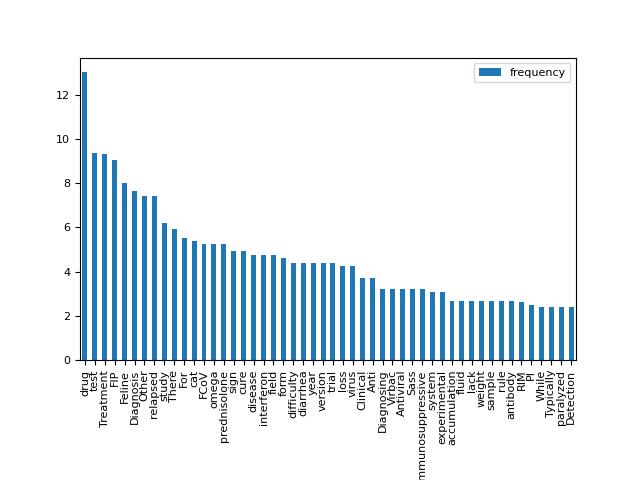 frequency
12
10
8
6
4
2
0
drug
test
Treatment
FIP
Feline
Diagnosis
Other
relapsed
study
There
For
cat
FCoV
omega
prednisolone
sign
cure
disease
interferon
field
form
difficulty
diarrhea
year
version
trial
loss
virus
Clinical
Anti
Diagnosing
Virbac
Antiviral
Sass
mmunosuppressive
system
experimental
accumulation
fluid
lack
weight
sample
rule
antibody
RIM
PI
While
Typically
paralyzed
Detection